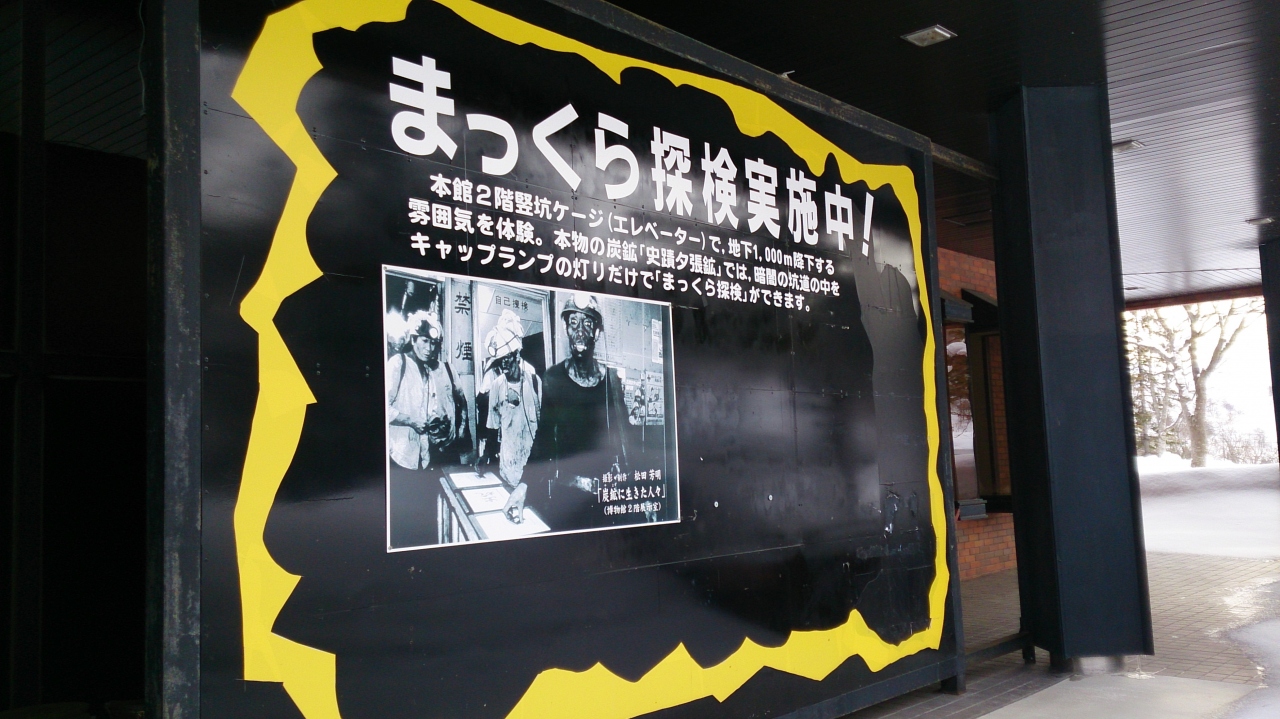 まっくら探検実施中!
本館2階竪坑ケージ(エレベーター)で、地下1,000m降下する
雰囲気を体験。本物の炭鉱「史蹟夕張鉱」では、暗闇の坑道の中を
キャップランプの灯りだけで「まっくら探検」ができます。
禁煙
自己捜検
撮影・制作 松田 芳明
「炭鉱に生きた人々」
(博物館2階展示室)